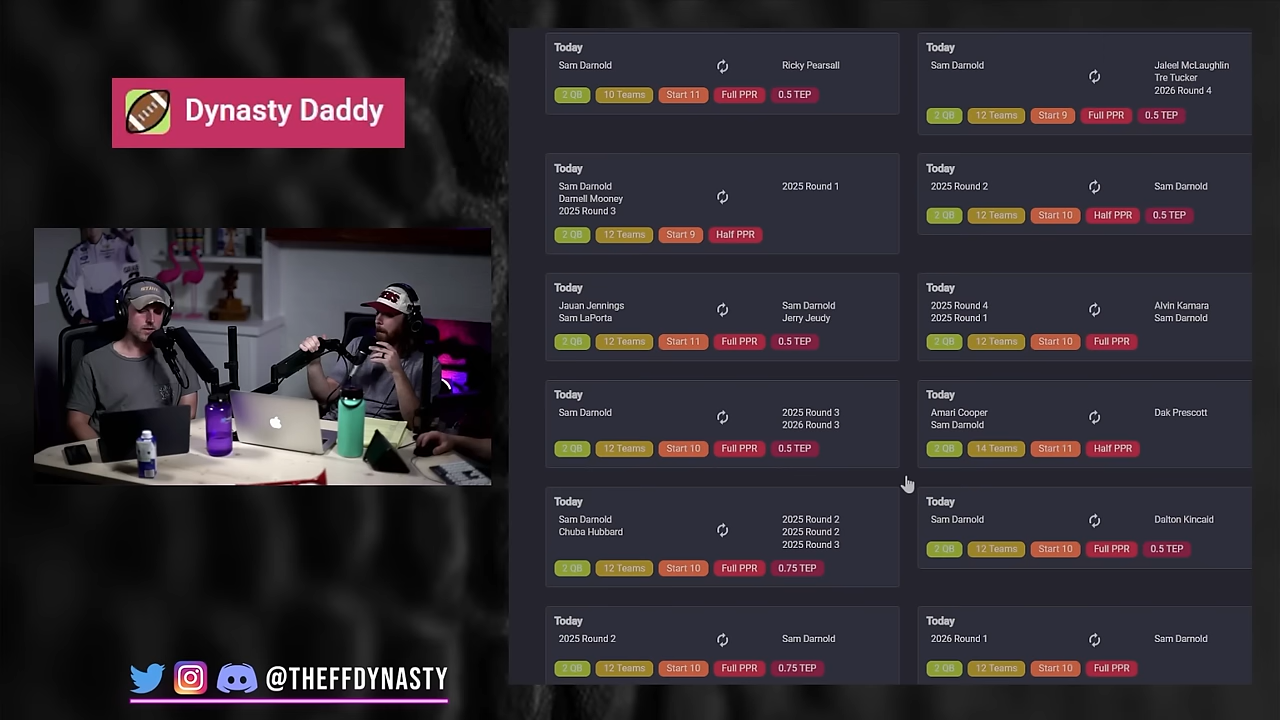 Dynasty Daddy
@THEFFDYNASTY
Today
Sam Darnold
Ricky Pearsall
2 QB 10 Teams Start 11 Full PPR 0.5 TEP
Today
Sam Darnold
Jaleel McLaughlin
Tre Tucker
2026 Round 4
2 QB 12 Teams Start 9 Full PPR 0.5 TEP
Today
Sam Darnold
Darnell Mooney
2025 Round 3
2025 Round 1
2 QB 12 Teams Start 9 Half PPR
Today
2025 Round 2
Sam Darnold
2 QB 12 Teams Start 10 Half PPR 0.5 TEP
Today
Jauan Jennings
Sam LaPorta
Sam Darnold
Jerry Jeudy
2 QB 12 Teams Start 11 Full PPR 0.5 TEP
Today
2025 Round 4
2025 Round 1
Alvin Kamara
Sam Darnold
2 QB 12 Teams Start 10 Full PPR
Today
Sam Darnold
2025 Round 3
2026 Round 3
2 QB 12 Teams Start 10 Full PPR 0.5 TEP
Today
Amari Cooper
Sam Darnold
Dak Prescott
2 QB 14 Teams Start 11 Half PPR
Today
Sam Darnold
Chuba Hubbard
2025 Round 2
2025 Round 2
2025 Round 3
2 QB 12 Teams Start 10 Full PPR 0.75 TEP
Today
Sam Darnold
Dalton Kincaid
2 QB 12 Teams Start 10 Full PPR 0.5 TEP
Today
2025 Round 2
Sam Darnold
2 QB 12 Teams Start 10 Full PPR 0.75 TEP
Today
2026 Round 1
Sam Darnold
2 QB 12 Teams Start 10 Full PPR